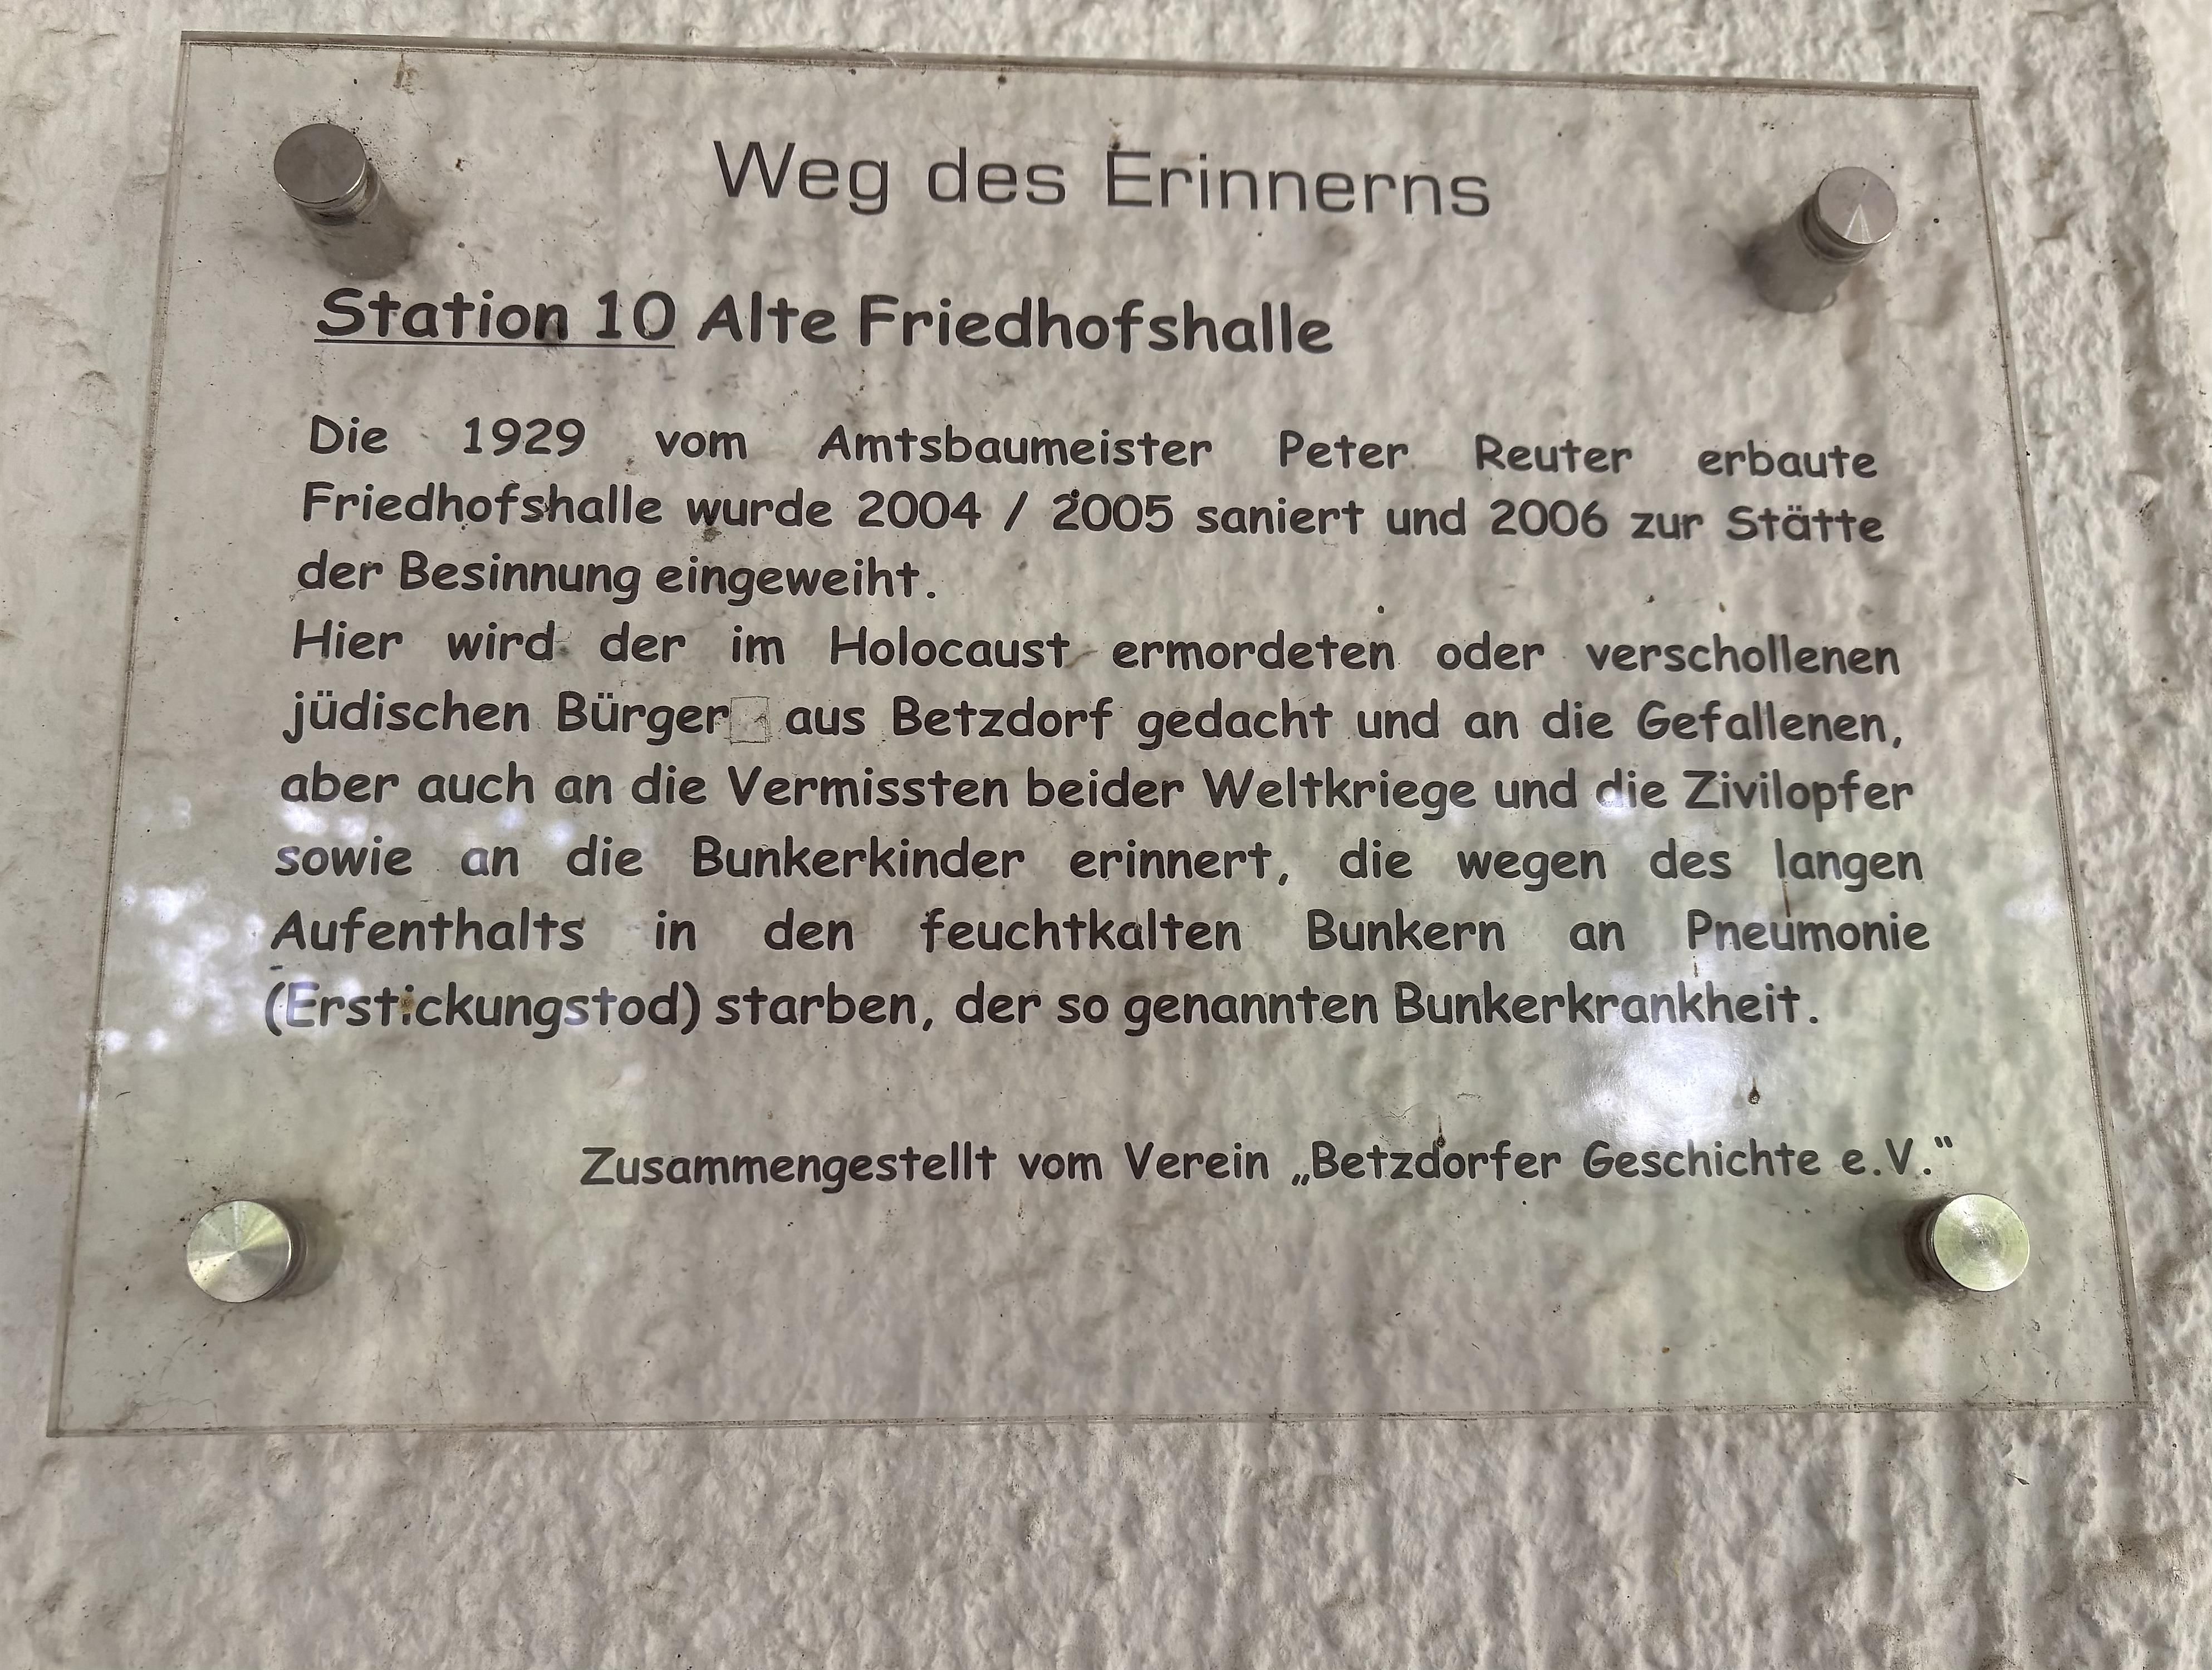 Weg des Erinnerns
Station 10 Alte Friedhofshalle
Die 1929 vom Amtsbaumeister Peter Reuter erbaute
Friedhofshalle wurde 2004 / 2005 saniert und 2006 zur Stätte
der Besinnung eingeweiht.
Hier wird der im Holocaust ermordeten oder verschollenen
jüdischen Bürger aus Betzdorf gedacht und an die Gefallenen,
aber auch an die Vermissten beider Weltkriege und die Zivilopfer
sowie an die Bunkerkinder erinnert, die wegen des langen
Aufenthalts in den feuchtkalten Bunkern an Pneumonie
(Erstickungstod) starben, der so genannten Bunkerkrankheit.
Zusammengestellt vom Verein „Betzdorfer Geschichte e.V.“